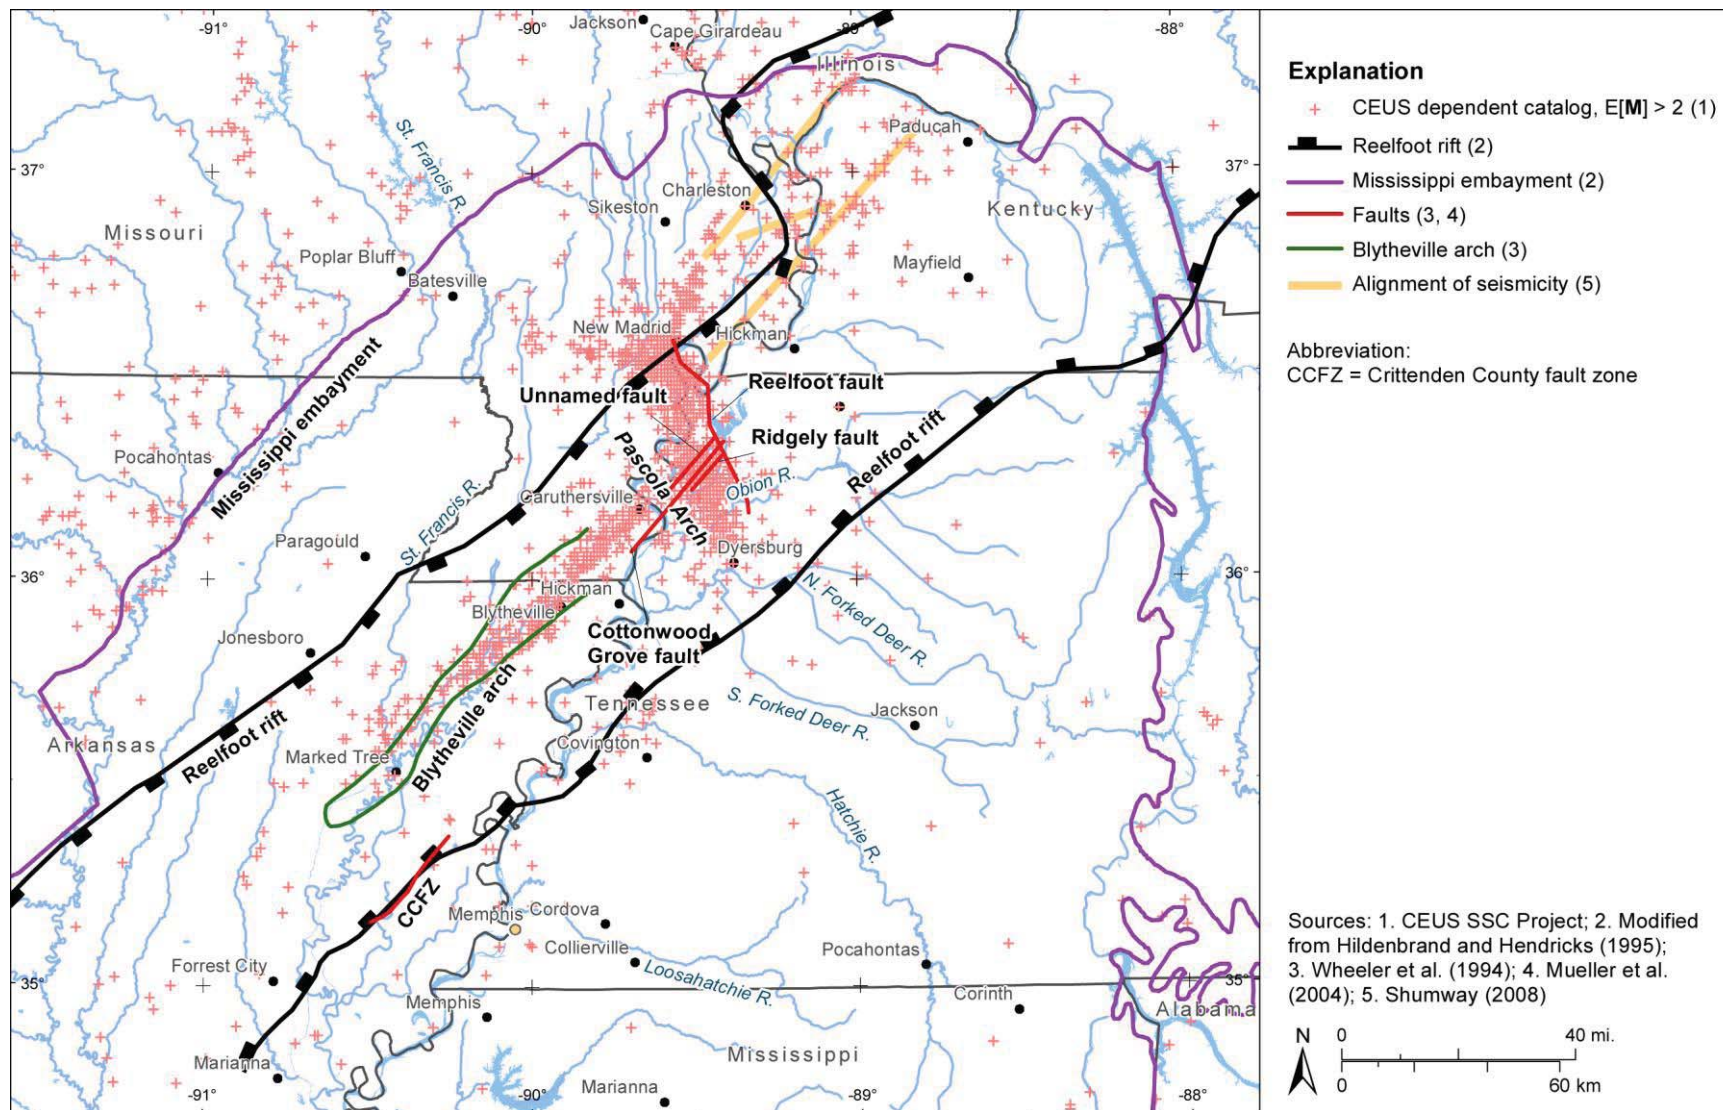 -91°
-90°
-89°
-88°
Jackson
Cape Girardeau
Illinois
St. Francis R.
Paducah
37°
37°
Charleston
Sikeston
Kentucky
Missouri
Poplar Bluff
Batesville
Mayfield
New Madrid
Hickman
Mississippi embayment
Unnamed fault
Reelfoot fault
Ridgely fault
Reelfoot rift
Pascola Arch
Pocahontas
Caruthersville
Obion R.
St. Francis R.
Paragould
Dyersburg
36°
36°
Hickman
Blytheville
N. Forked Deer R.
Jonesboro
Cottonwood
Grove fault
Tennessee
S. Forked Deer R.
Jackson
Blytheville arch
Arkansas
Reelfoot rift
Marked Tree
Covington
Hatchie R.
CCFZ
Memphis
Cordova
Collierville
Pocahontas
Forrest City
Loosahatchie R.
35°
35°
Memphis
Corinth
Alabama
Marianna
Mississippi
Marianna
-91°
-90°
-89°
-88°
Explanation
CEUS dependent catalog, E[M] > 2 (1)
Reelfoot rift (2)
Mississippi embayment (2)
Faults (3, 4)
Blytheville arch (3)
Alignment of seismicity (5)
Abbreviation:
CCFZ = Crittenden County fault zone
Sources: 1. CEUS SSC Project; 2. Modified
from Hildenbrand and Hendricks (1995);
3. Wheeler et al. (1994); 4. Mueller et al.
(2004); 5. Shumway (2008)
N
0 40 mi.
0 60 km